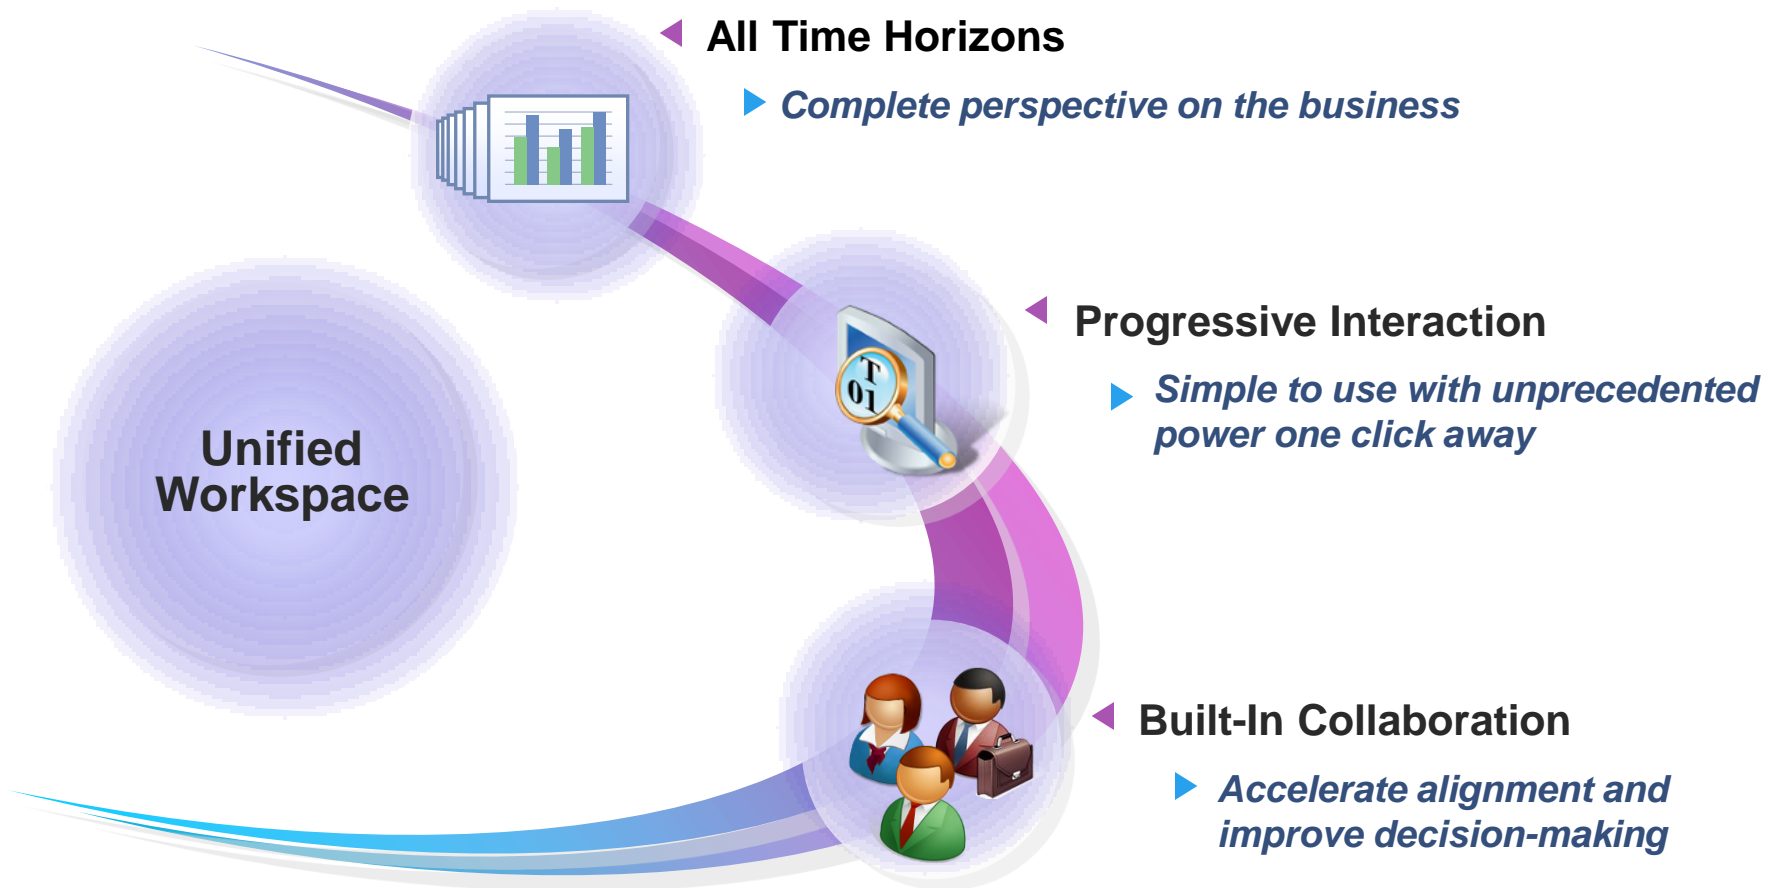 All Time Horizons
Complete perspective on the business
Unified
Workspace
T
01
Progressive Interaction
Simple to use with unprecedented
power one click away
Built-In Collaboration
Accelerate alignment and
improve decision-making